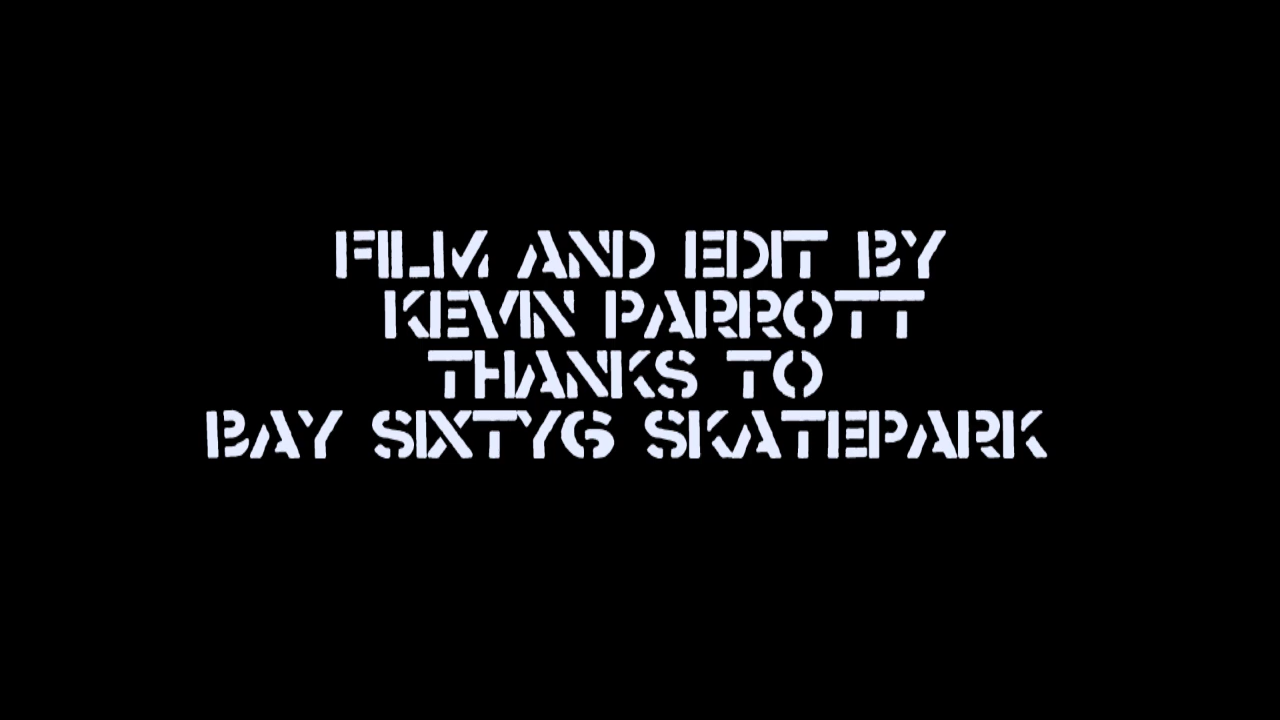 FILM AND EDIT BY
KEVIN PARROTT
THANKS TO
BAY SIXTY6 SKATEPARK